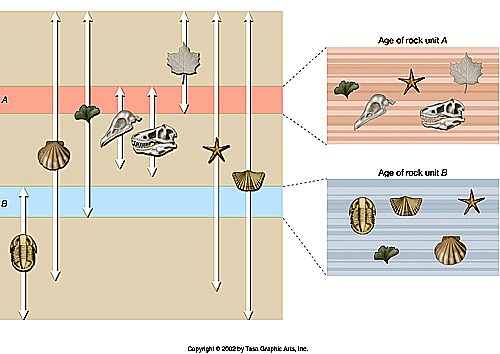 Age of rock unit A
A
Age of rock unit B
B
Copyright © 2002 by Tasa Graphic Arts, Inc.